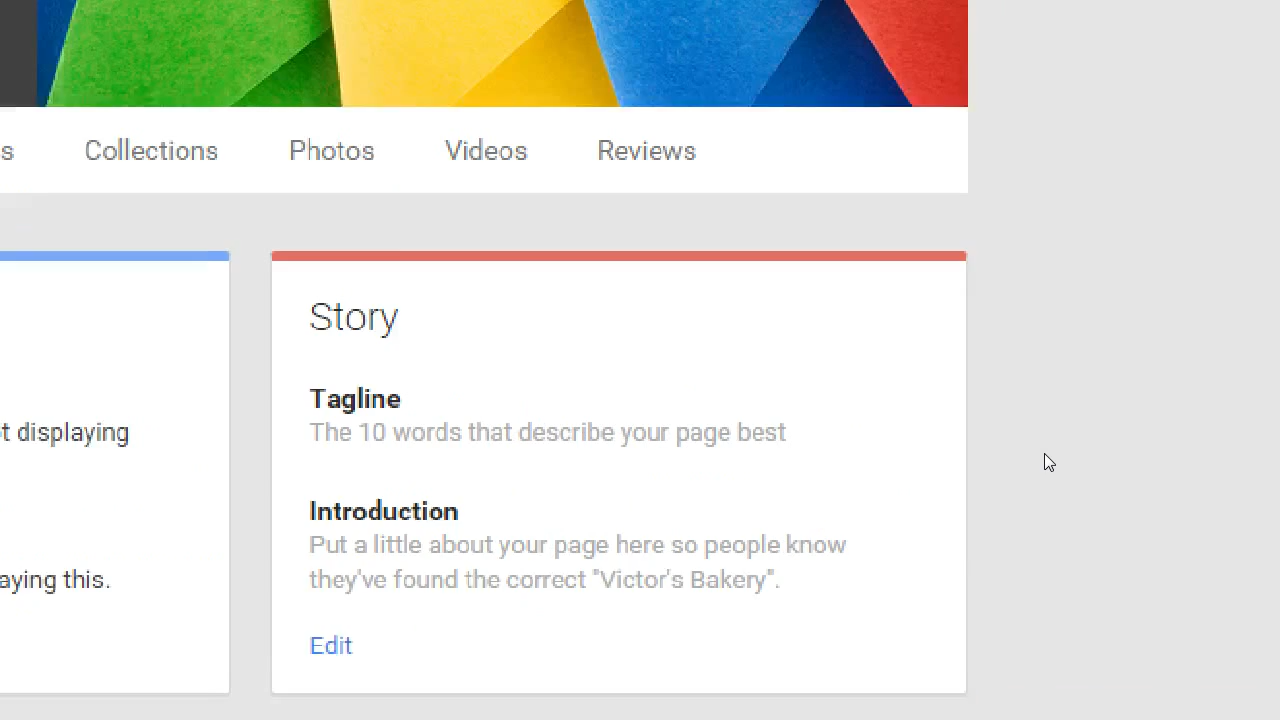 s Collections Photos Videos Reviews
Story
Tagline
t displaying The 10 words that describe your page best
Introduction
Put a little about your page here so people know
aying this. they've found the correct "Victor's Bakery".
Edit